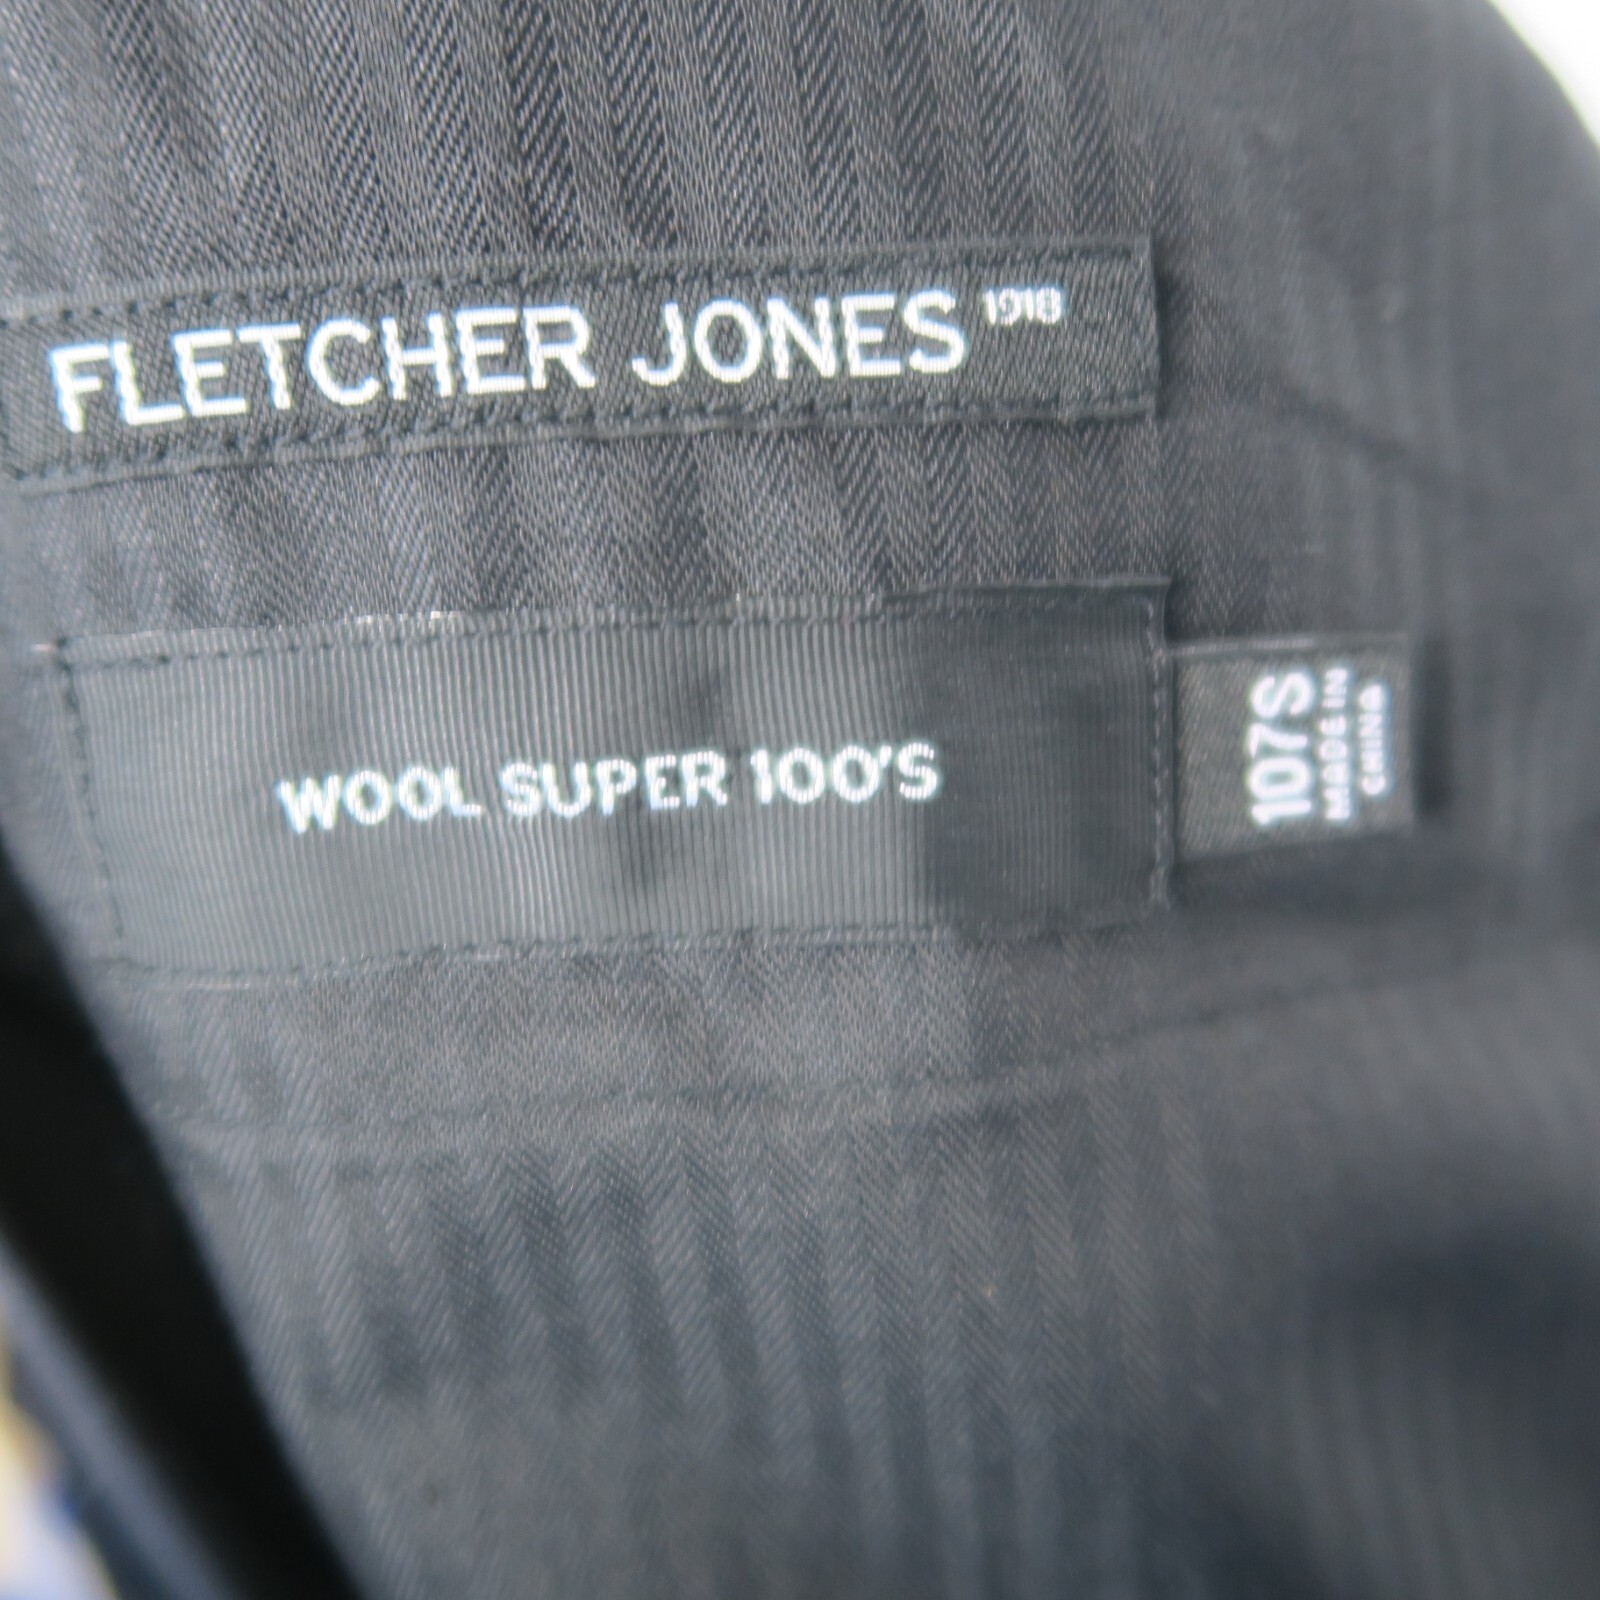 FLETCHER JONES 1918
WOOL SUPER 100'S
107S
MADE IN
CHINA